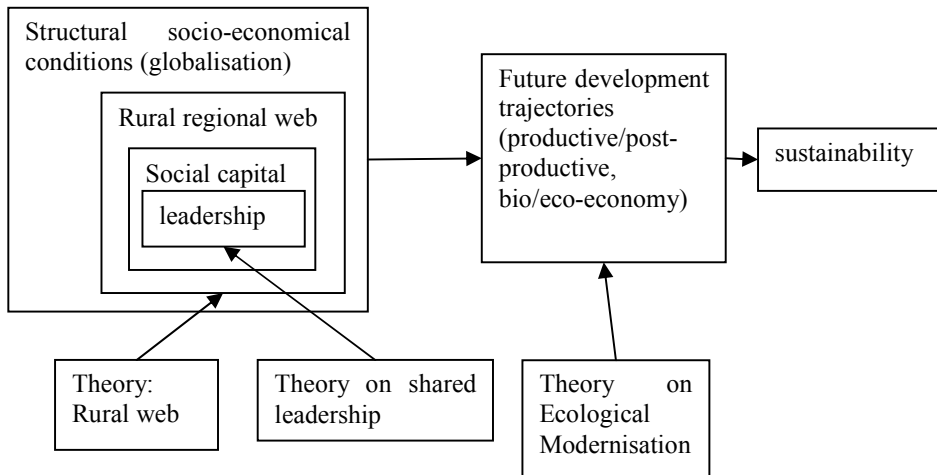 Structural socio-economical
conditions (globalisation)
Rural regional web
Social capital
leadership
Future development
trajectories
(productive/post-
productive,
bio/eco-economy)
sustainability
Theory:
Rural web
Theory on shared
leadership
Theory on
Ecological
Modernisation